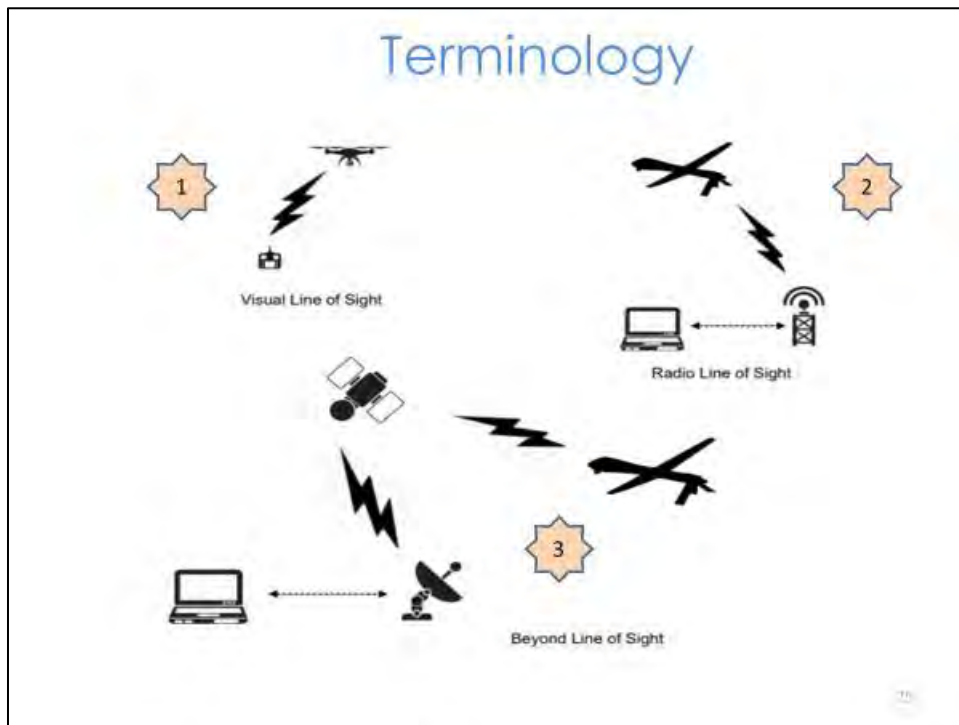 Terminology
1
2
Visual Line of Sight
Radio Line of Sight
3
Beyond Line of Sight